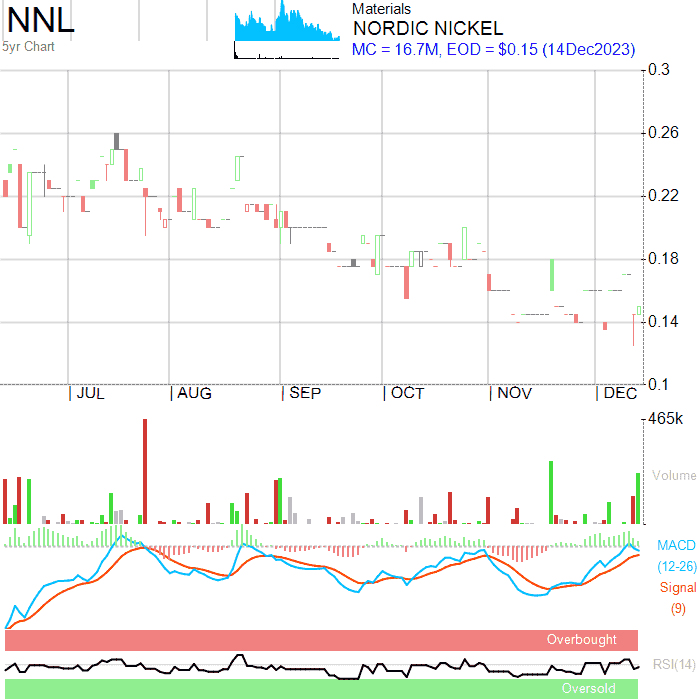 NNL
5yr Chart
Materials
NORDIC NICKEL
MC = 16.7M, EOD = $0.15 (14Dec2023)
0.3
0.26
0.22
0.18
0.14
0.1
JUL AUG SEP OCT NOV DEC
465k
Volume
MACD
(12-26)
Signal
(9)
Overbought
RSI(14)
Oversold